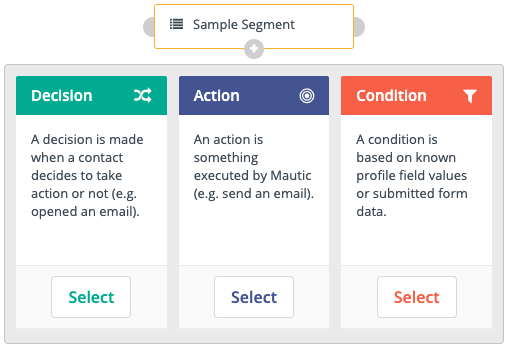 Sample Segment
Decision
A decision is made
when a contact
decides to take
action or not (e.g.
opened an email).
Select
Action
An action is
something
executed by Mautic
(e.g. send an email).
Select
Condition
A condition is
based on known
profile field values
or submitted form
data.
Select